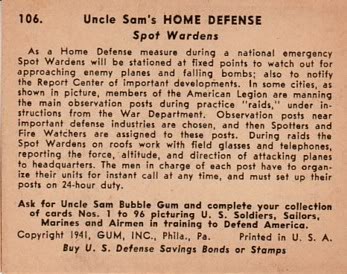 106. Uncle Sam's HOME DEFENSE
Spot Wardens
As a Home Defense measure during a national emergency
Spot Wardens will be stationed at fixed points to watch out for
approaching enemy planes and falling bombs; also to notify
the Report Center of important developments. In some cities, as
shown in picture, members of the American Legion are manning
the main observation posts during practice "raids," under in-
structions from the War Department. Observation posts near
important defense industries are chosen, and then Spotters and
Fire Watchers are assigned to these posts. During raids the
Spot Wardens on roofs work with field glasses and telephones,
reporting the force, altitude, and direction of attacking planes
to headquarters. The men in charge of each post have to organ-
ize their units for instant call at any time, and must set up their
posts on 24-hour duty.
Ask for Uncle Sam Bubble Gum and complete your collection
of cards Nos. 1 to 96 picturing U. S. Soldiers, Sailors,
Marines and Airmen in training to Defend America.
Copyright 1941, GUM, INC., Phila., Pa. Printed in U. S. A.
Buy U. S. Defense Savings Bonds or Stamps